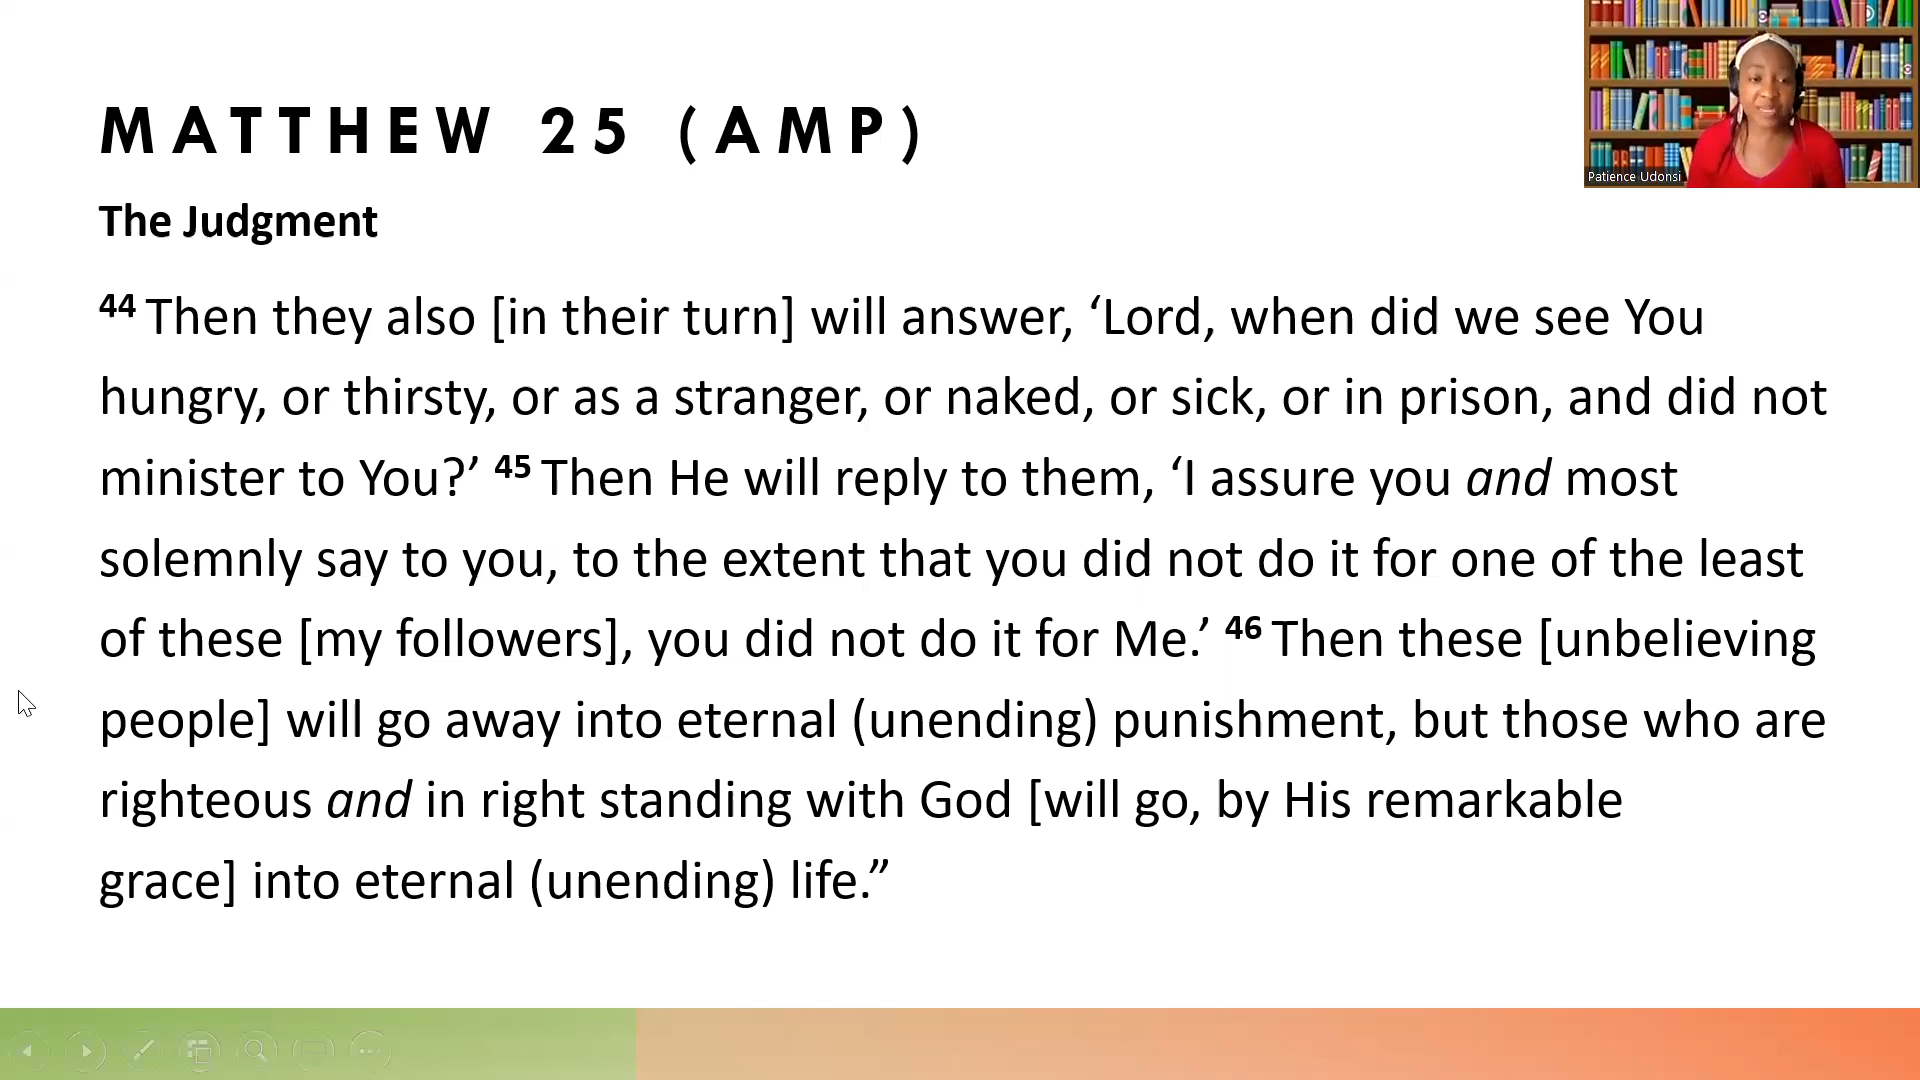 MATTHEW 25 (AMP)
Patience Udonsi
The Judgment
44 Then they also [in their turn] will answer, ‘Lord, when did we see You
hungry, or thirsty, or as a stranger, or naked, or sick, or in prison, and did not
minister to You?’ 45 Then He will reply to them, ‘I assure you and most
solemnly say to you, to the extent that you did not do it for one of the least
of these [my followers], you did not do it for Me.’ 46 Then these [unbelieving
people] will go away into eternal (unending) punishment, but those who are
righteous and in right standing with God [will go, by His remarkable
grace] into eternal (unending) life.”